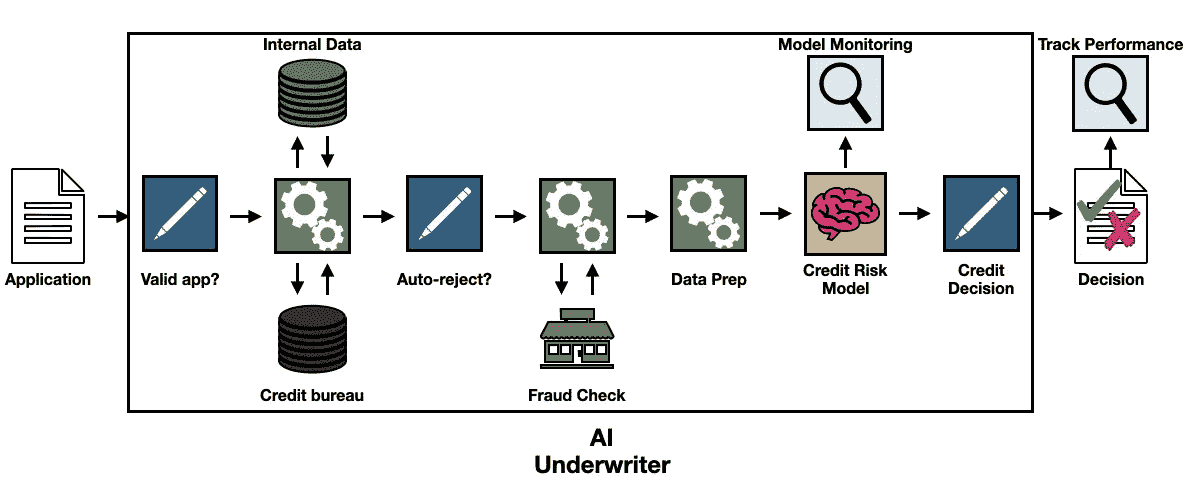 Internal Data
Model Monitoring
Track Performance
Application
Valid app?
Auto-reject?
Data Prep
Credit Risk
Model
Credit
Decision
Decision
Credit bureau
Fraud Check
AI
Underwriter